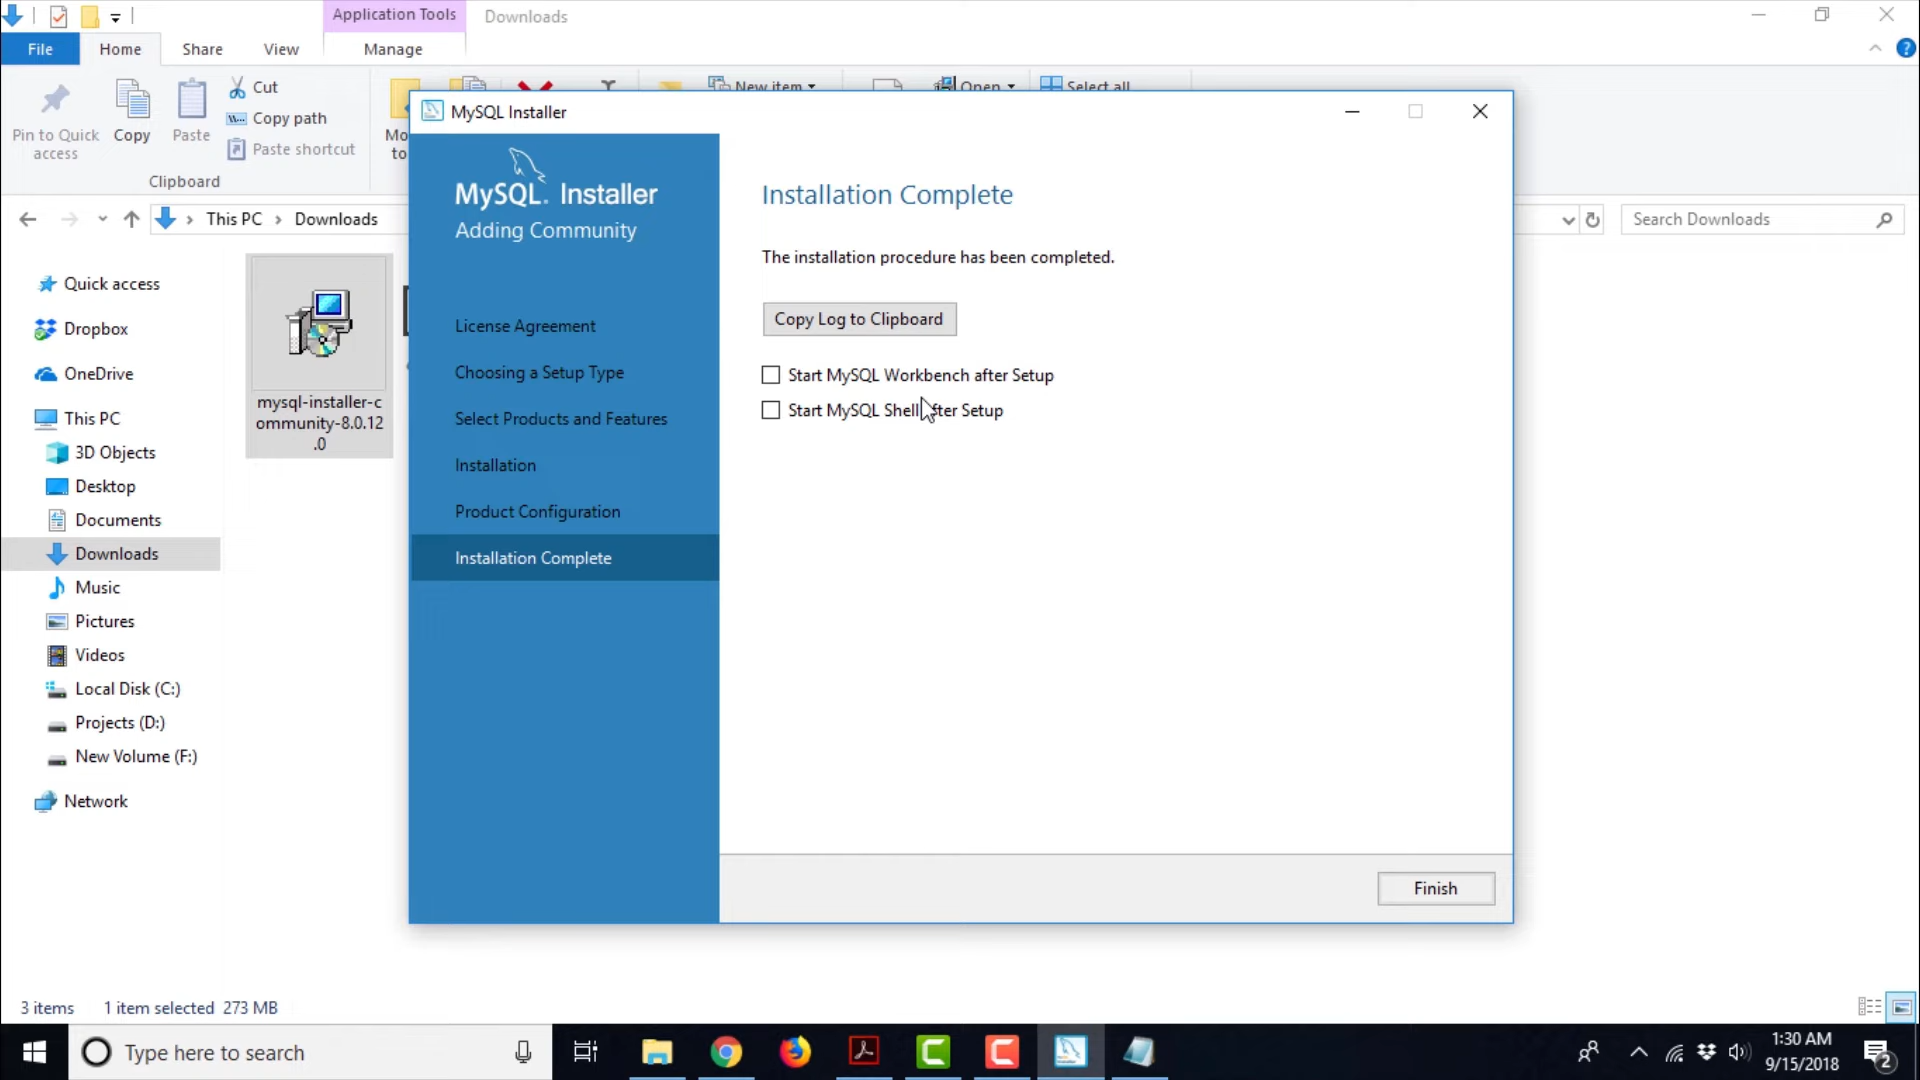 Application Tools
Downloads
File
Home
Share
View
Manage
Pin to Quick
access
Copy
Paste
Cut
Copy path
Paste shortcut
Clipboard
New item
Open
Select all
This PC
Downloads
Search Downloads
Quick access
Dropbox
OneDrive
This PC
3D Objects
Desktop
Documents
Downloads
Music
Pictures
Videos
Local Disk (C:)
Projects (D:)
New Volume (F:)
Network
mysql-installer-c
ommunity-8.0.12
.0
MySQL Installer
MySQL. Installer
Adding Community
License Agreement
Choosing a Setup Type
Select Products and Features
Installation
Product Configuration
Installation Complete
Installation Complete
The installation procedure has been completed.
Copy Log to Clipboard
Start MySQL Workbench after Setup
Start MySQL Shell after Setup
Finish
3 items
1 item selected 273 MB
Type here to search
1:30 AM
9/15/2018
2